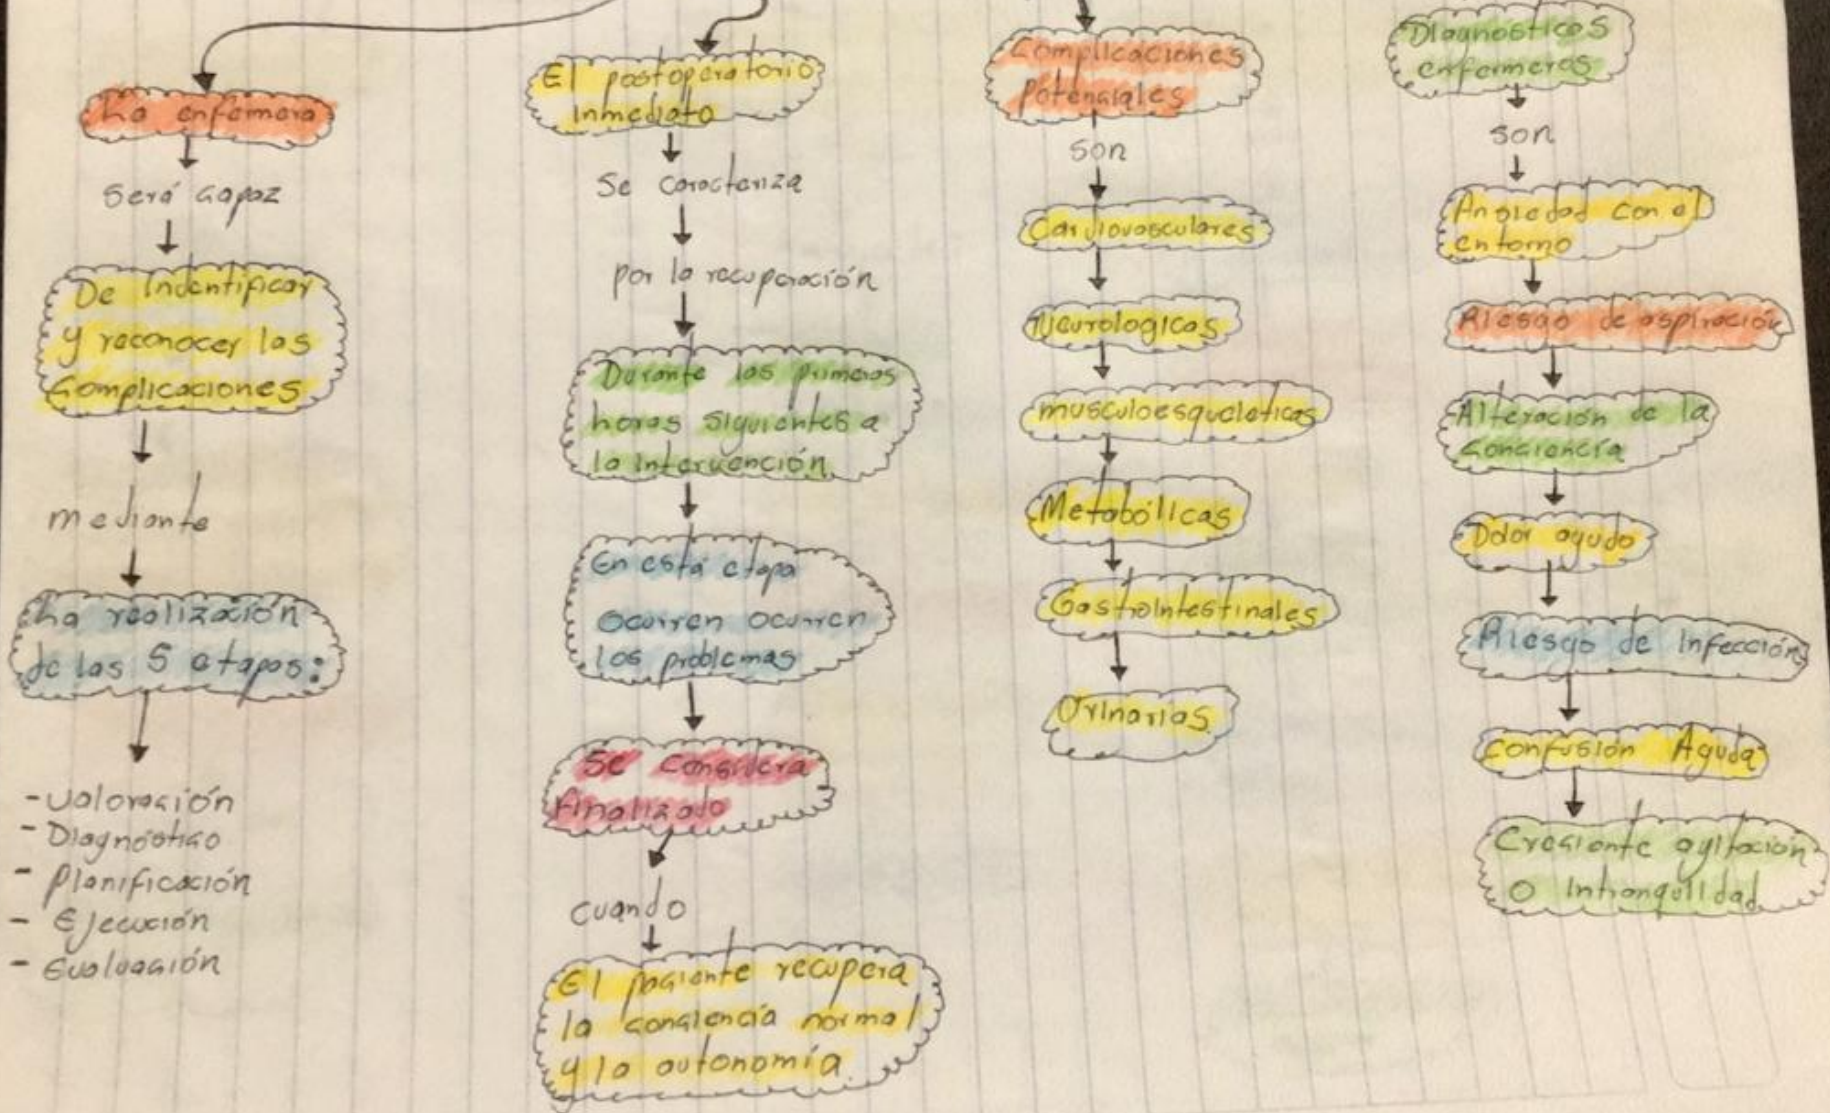 La enfermera
Será capaz
De Indentificar
y reconocer las
Complicaciones
mediante
La realización
de las 5 etapas:
- Valoración
- Diagnóstico
- Planificación
- Ejecución
- Evaluación
El postoperatorio
Inmediato
Se caracteriza
por la recuperación
Durante las primeras
horas siguientes a
la Intervención
En está etapa
Ocurren Ocurren
los problemas
Se Considera
finalizado
cuando
El paciente recupera
la conciencia normal
y la autonomía.
Complicaciones
Potenciales
son
Cardiovasculares
Neurologicas
musculoesqueleticas
Metabólicas
Gastrointestinales
Urinarias
Diagnósticos
enfermeros
son
Ansiedad con el
entorno
Riesgo de aspiración
Alteración de la
Conciencia
Dolor agudo
Riesgo de Infección
Confusión Aguda
Creciente agitación
o Intranquilidad